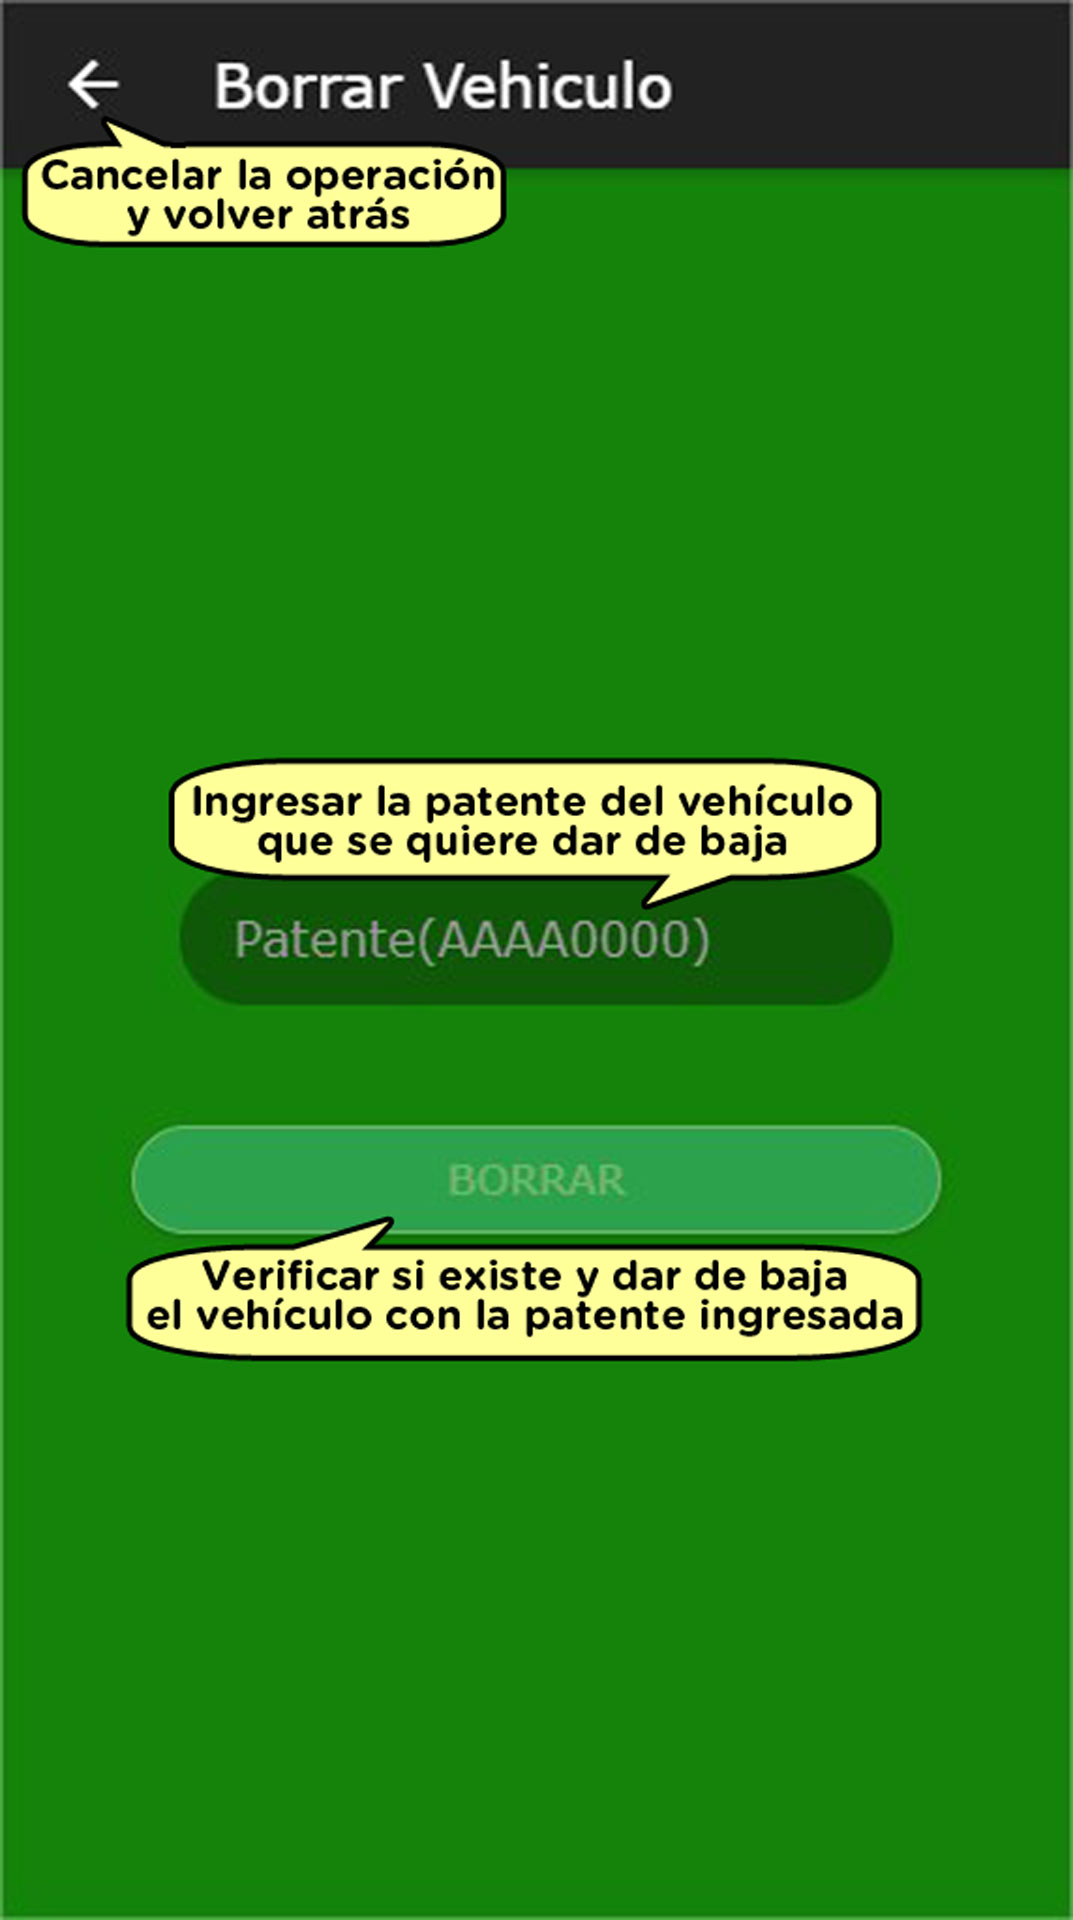 Borrar Vehiculo
Cancelar la operación
y volver atrás
Ingresar la patente del vehículo
que se quiere dar de baja
Patente(AAAA0000)
BORRAR
Verificar si existe y dar de baja
el vehículo con la patente ingresada